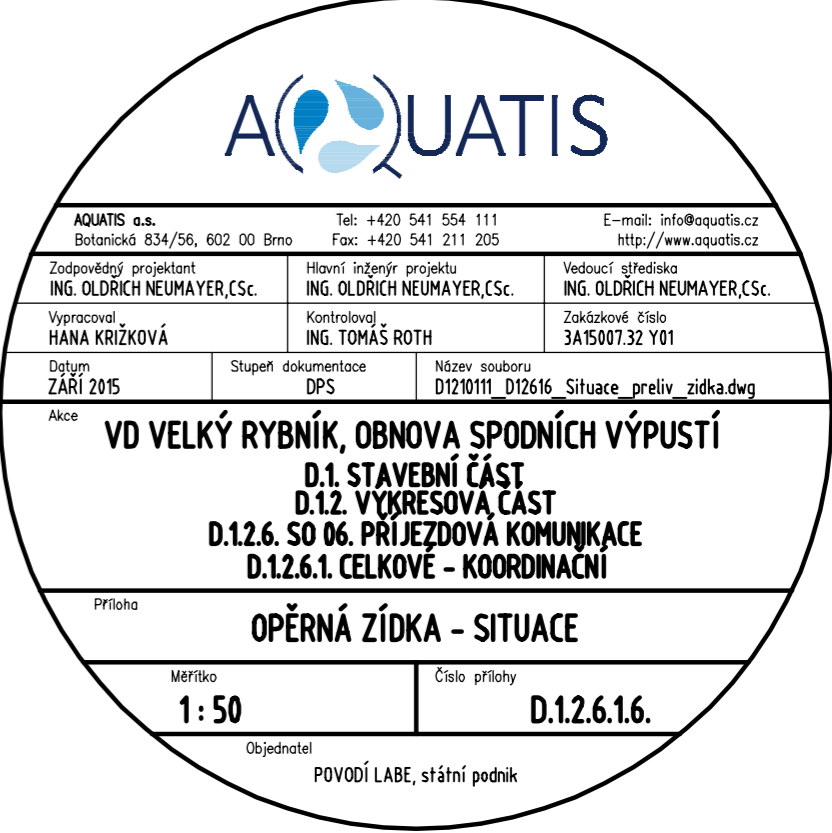 AQUATIS
AQUATIS a.s. Tel: +420 541 554 111 E-mail: info@aquatis.cz
Botanická 834/56, 602 00 Brno Fax: +420 541 211 205 http://www.aquatis.cz
Zodpovědný projektant Hlavní inženýr projektu Vedoucí střediska
ING. OLDŘICH NEUMAYER,CSc. ING. OLDŘICH NEUMAYER,CSc. ING. OLDŘICH NEUMAYER,CSc.
Vypracoval Kontroloval Zakázkové číslo
HANA KRIŽKOVÁ ING. TOMÁŠ ROTH 3A15007.32 Y01
Datum Stupeň dokumentace Název souboru
ZÁŘÍ 2015 DPS D1210111_D12616_Situace_preliv_zidka.dwg
Akce
VD VELKÝ RYBNÍK, OBNOVA SPODNÍCH VÝPUSTÍ
D.1. STAVEBNÍ ČÁST
D.1.2. VÝKRESOVÁ ČÁST
D.1.2.6. SO 06. PŘÍJEZDOVÁ KOMUNIKACE
D.1.2.6.1. CELKOVÉ - KOORDINAČNÍ
Příloha
OPĚRNÁ ZÍDKA - SITUACE
Měřítko Číslo přílohy
1 : 50 D.1.2.6.1.6.
Objednatel
POVODÍ LABE, státní podnik